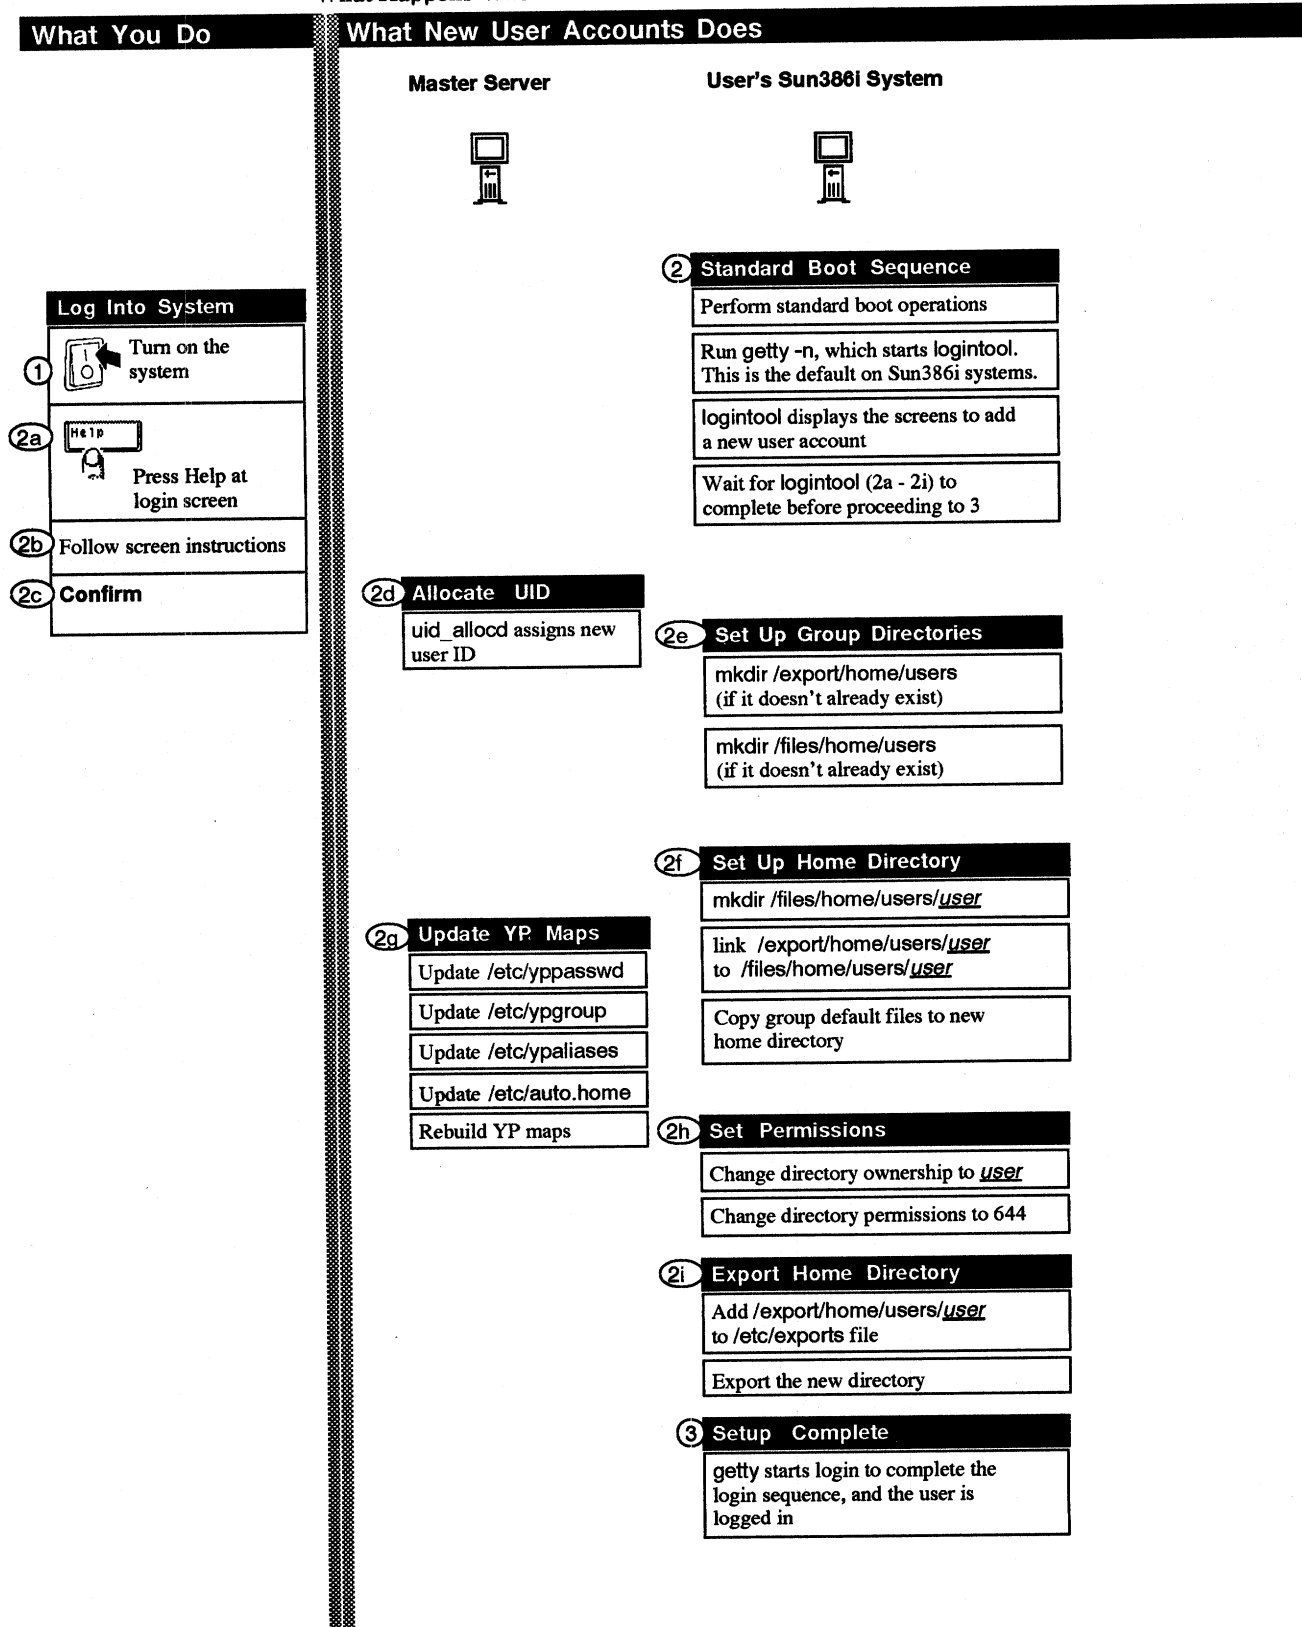 What You Do
What New User Accounts Does
Master Server
User's Sun386i System
Log Into System
1
Turn on the
system
2a
Help
Press Help at
login screen
2b
Follow screen instructions
2c
Confirm
2
Standard Boot Sequence
Perform standard boot operations
Run getty -n, which starts logintool.
This is the default on Sun386i systems.
logintool displays the screens to add
a new user account
Wait for logintool (2a - 2i) to
complete before proceeding to 3
2d
Allocate UID
uid_allocd assigns new
user ID
2e
Set Up Group Directories
mkdir /export/home/users
(if it doesn't already exist)
mkdir /files/home/users
(if it doesn't already exist)
2f
Set Up Home Directory
mkdir /files/home/users/user
link /export/home/users/user
to /files/home/users/user
Copy group default files to new
home directory
2g
Update YP Maps
Update /etc/yppasswd
Update /etc/ypgroup
Update /etc/ypaliases
Update /etc/auto.home
Rebuild YP maps
2h
Set Permissions
Change directory ownership to user
Change directory permissions to 644
2i
Export Home Directory
Add /export/home/users/user
to /etc/exports file
Export the new directory
3
Setup Complete
getty starts login to complete the
login sequence, and the user is
logged in